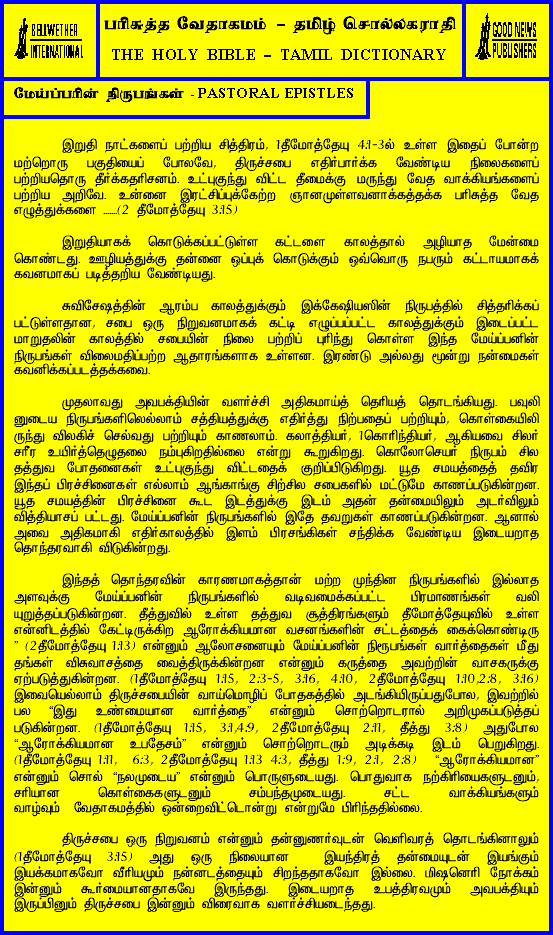 BELLWETHER
INTERNATIONAL
பரிசுத்த வேதாகமம் – தமிழ் சொல்லகராதி
THE HOLY BIBLE – TAMIL DICTIONARY
GOOD NEWS
PUBLISHERS
மேய்ப்பரின் நிருபங்கள் - PASTORAL EPISTLES
இறுதி நாட்களைப் பற்றிய சித்திரம், 1தீமோத்தேயு 4:1-3ல் உள்ள இதைப் போன்ற
மற்றொரு பகுதியைப் போலவே, திருச்சபை எதிர்பார்க்க வேண்டிய நிலைகளைப்
பற்றியதொரு தீர்க்கதரிசனம். உட்புகுந்து விட்ட தீமைக்கு மருந்து வேத வாக்கியங்களைப்
பற்றிய அறிவே. உன்னை இரட்சிப்புக்கேற்ற ஞானமுள்ளவனாக்கத்தக்க பரிசுத்த வேத
எழுத்துக்களை .......(2 தீமோத்தேயு 3:15)
இறுதியாகக் கொடுக்கப்பட்டுள்ள கட்டளை காலத்தால் அழியாத மேன்மை
கொண்டது. ஊழியத்துக்கு தன்னை ஒப்புக் கொடுக்கும் ஒவ்வொரு நபரும் கட்டாயமாகக்
கவனமாகப் படித்தறிய வேண்டியது.
சுவிசேஷத்தின் ஆரம்ப காலத்துக்கும் இக்கேஷியஸின் நிருபத்தில் சித்தரிக்கப்
பட்டுள்ளதான, சபை ஒரு நிறுவனமாகக் கட்டி எழுப்பப்பட்ட காலத்துக்கும் இடைப்பட்ட
மாறுதலின் காலத்தில் சபையின் நிலை பற்றிப் புரிந்து கொள்ள இந்த மேய்ப்பனின்
நிருபங்கள் விலைமதிப்பற்ற ஆதாரங்களாக உள்ளன. இரண்டு அல்லது மூன்று நன்மைகள்
கவனிக்கப்படத்தக்கவை.
முதலாவது அவபக்தியின் வளர்ச்சி அதிகமாய்த் தெரியத் தொடங்கியது. பவுலி
னுடைய நிருபங்களிலெல்லாம் சத்தியத்துக்கு எதிர்த்து நிற்பதைப் பற்றியும், கொள்கையிலி
ருந்து விலகிச் செல்வது பற்றியும் காணலாம். கலாத்தியர், 1கொரிந்தியர், ஆகியவை சிலர்
சரீர உயிர்த்தெழுதலை நம்புகிறதில்லை என்று கூறுகிறது. கொலோசெயர் நிருபம் சில
தத்துவ போதனைகள் உட்புகுந்து விட்டதைக் குறிப்பிடுகிறது. யூத சமயத்தைத் தவிர
இந்தப் பிரச்சினைகள் எல்லாம் ஆங்காங்கு சிற்சில சபைகளில் மட்டுமே காணப்படுகின்றன.
யூத சமயத்தின் பிரச்சினை கூட இடத்துக்கு இடம் அதன் தன்மையிலும் அடர்விலும்
வித்தியாசப் பட்டது. மேய்ப்பனின் நிருபங்களில் இதே தவறுகள் காணப்படுகின்றன. ஆனால்
அவை அதிகமாகி எதிர்காலத்தில் இளம் பிரசங்கிகள் சந்திக்க வேண்டிய இடையறாத
தொந்தரவாகி விடுகின்றது.
இந்தத் தொந்தரவின் காரணமாகத்தான் மற்ற முந்தின நிருபங்களில் இல்லாத
அளவுக்கு மேய்ப்பனின் நிருபங்களில் வடிவமைக்கப்பட்ட பிரமாணங்கள் வலி
யுறுத்தப்படுகின்றன. தீத்துவில் உள்ள தத்துவ சூத்திரங்களும் தீமோத்தேயுவில் உள்ள
என்னிடத்தில் கேட்டிருக்கிற ஆரோக்கியமான வசனங்களின் சட்டத்தைக் கைக்கொண்டிரு
" (2தீமோத்தேயு 1:13) என்னும் ஆலோசனையும் மேய்ப்பனின் நிரூபங்கள் வார்த்தைகள் மீது
தங்கள் விசுவாசத்தை வைத்திருக்கின்றன என்னும் கருத்தை அவற்றின் வாசகருக்கு
ஏற்படுத்துகின்றன. (1தீமோத்தேயு 1:15, 2:3-5, 3:16, 4:10, 2தீமோத்தேயு 1:10,2:8, 3:16)
இவையெல்லாம் திருச்சபையின் வாய்மொழிப் போதகத்தில் அடங்கியிருப்பதுபோல, இவற்றில்
பல "இது உண்மையான வார்த்தை" என்னும் சொற்றொடரால் அறிமுகப்படுத்தப்
படுகின்றன. (1தீமோத்தேயு 1:15, 3:1,4:9, 2தீமோத்தேயு 2:11, தீத்து 3:8) அதுபோல
"ஆரோக்கியமான உபதேசம்" என்னும் சொற்றொடரும் அடிக்கடி இடம் பெறுகிறது.
(1தீமோத்தேயு 1:11, 6:3, 2தீமோத்தேயு 1:13 4:3, தீத்து 1:9, 2:1, 2:8) "ஆரோக்கியமான"
என்னும் சொல் "நலமுடைய" என்னும் பொருளுடையது. பொதுவாக நற்கிரியைகளுடனும்,
சரியான கொள்கைகளுடனும் சம்பந்தமுடையது. சட்ட வாக்கியங்களும்
வாழ்வும் வேதாகமத்தில் ஒன்றைவிட்டொன்று என்றுமே பிரிந்ததில்லை.
திருச்சபை ஒரு நிறுவனம் என்னும் தன்னுணர்வுடன் வெளிவரத் தொடங்கினாலும்
(1தீமோத்தேயு 3:15) அது ஒரு நிலையான இயந்திரத் தன்மையுடன் இயங்கும்
இயக்கமாகவோ வீரியமும் நன்னடத்தையும் சிறந்ததாகவோ இல்லை. மிஷனெரி நோக்கம்
இன்னும் கூர்மையானதாகவே இருந்தது. இடையறாத உபத்திரவமும் அவபக்தியும்
இருப்பினும் திருச்சபை இன்னும் விரைவாக வளர்ச்சியடைந்தது.